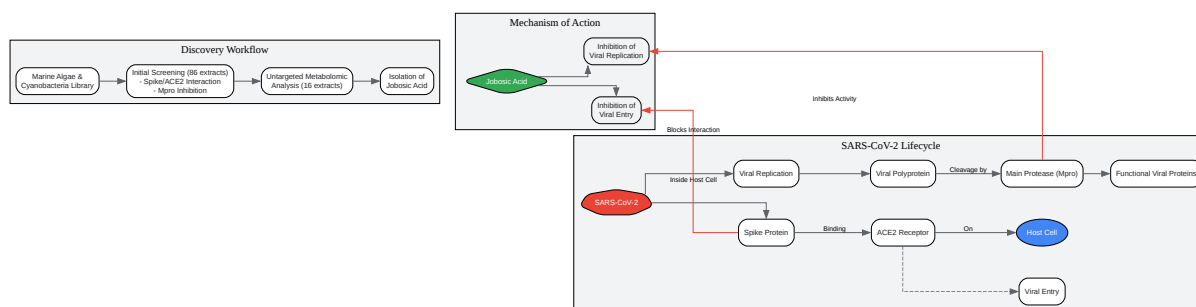 Discovery Workflow
Marine Algae &
Cyanobacteria Library
Initial Screening (86 extracts)
- Spike/ACE2 Interaction
- Mpro Inhibition
Untargeted Metabolomic
Analysis (16 extracts)
Isolation of
Jobosic Acid
Mechanism of Action
Jobosic Acid
Inhibition of
Viral Replication
Inhibition of
Viral Entry
Inhibits Activity
Blocks Interaction
SARS-CoV-2 Lifecycle
SARS-CoV-2
Inside Host Cell
Viral Replication
Viral Polyprotein
Cleavage by
Main Protease (Mpro)
Functional Viral Proteins
Spike Protein
Binding
ACE2 Receptor
On
Host Cell
Viral Entry